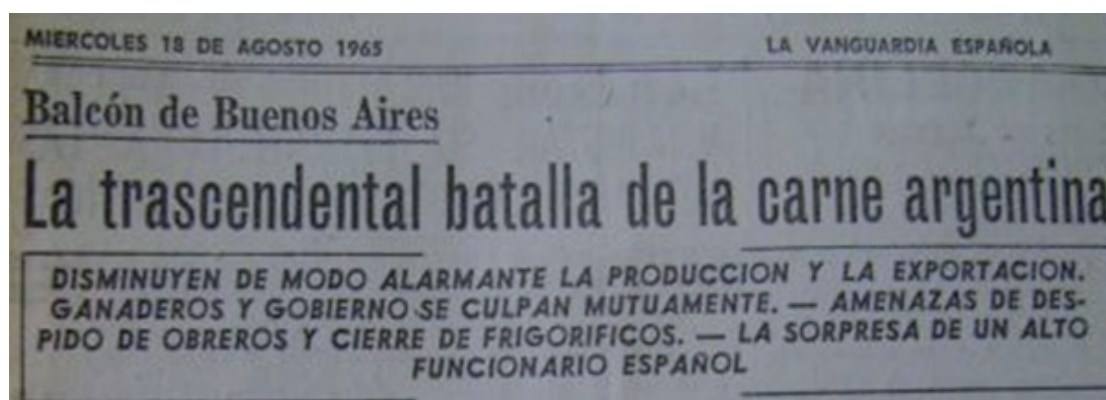 MIERCOLES 18 DE AGOSTO 1965 LA VANGUARDIA ESPAÑOLA
Balcón de Buenos Aires
La trascendental batalla de la carne argentina
DISMINUYEN DE MODO ALARMANTE LA PRODUCCION Y LA EXPORTACION.
GANADEROS Y GOBIERNO SE CULPAN MUTUAMENTE. — AMENAZAS DE DES-
PIDO DE OBREROS Y CIERRE DE FRIGORIFICOS. — LA SORPRESA DE UN ALTO
FUNCIONARIO ESPAÑOL